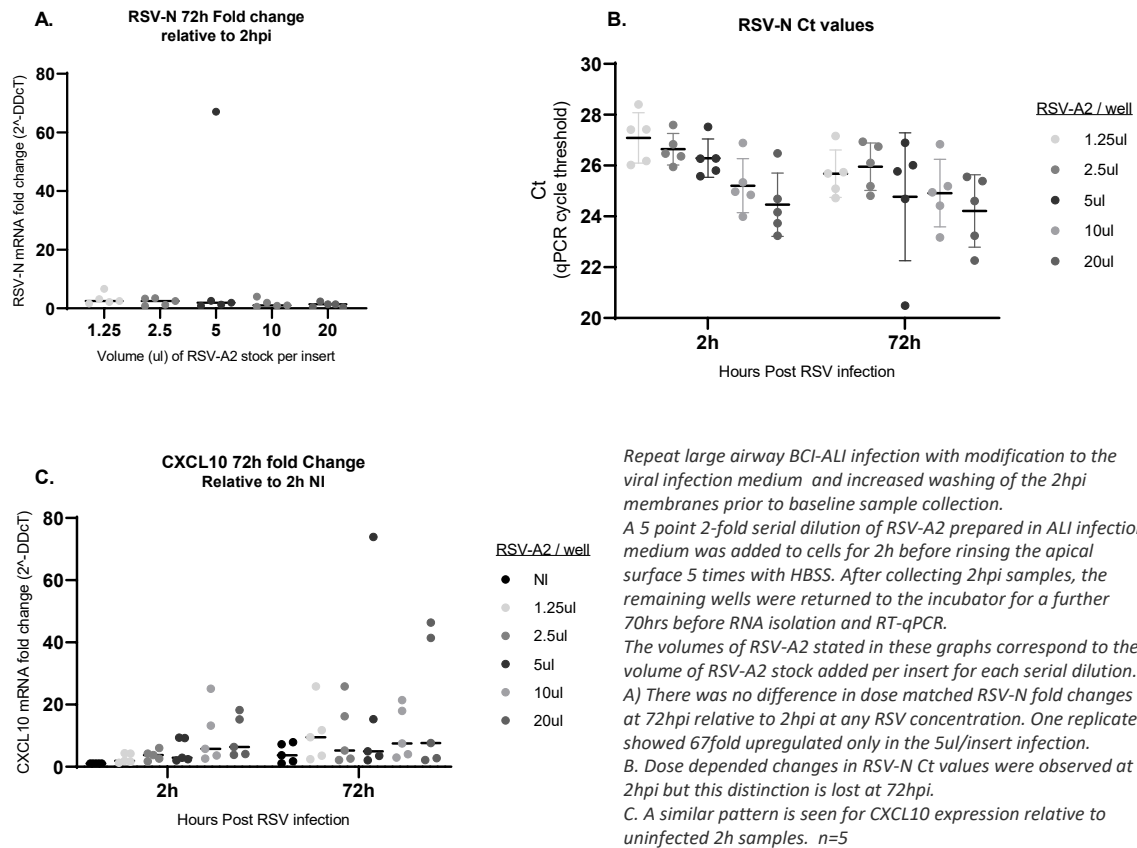 A.
RSV-N 72h Fold change
relative to 2hpi
RSV-N mRNA fold change (2^-DDcT)
80
60
40
20
0
1.25 2.5 5 10 20
Volume (ul) of RSV-A2 stock per insert
B.
RSV-N Ct values
Ct
(qPCR cycle threshold)
30
28
26
24
22
20
2h 72h
Hours Post RSV infection
RSV-A2 / well
1.25ul
2.5ul
5ul
10ul
20ul
C.
CXCL10 72h fold Change
Relative to 2h NI
CXCL10 mRNA fold change (2^-DDcT)
80
60
40
20
0
2h 72h
Hours Post RSV infection
RSV-A2 / well
NI
1.25ul
2.5ul
5ul
10ul
20ul
Repeat large airway BCI-ALI infection with modification to the
viral infection medium and increased washing of the 2hpi
membranes prior to baseline sample collection.
A 5 point 2-fold serial dilution of RSV-A2 prepared in ALI infection
medium was added to cells for 2h before rinsing the apical
surface 5 times with HBSS. After collecting 2hpi samples, the
remaining wells were returned to the incubator for a further
70hrs before RNA isolation and RT-qPCR.
The volumes of RSV-A2 stated in these graphs correspond to the
volume of RSV-A2 stock added per insert for each serial dilution.
A) There was no difference in dose matched RSV-N fold changes
at 72hpi relative to 2hpi at any RSV concentration. One replicate
showed 67fold upregulated only in the 5ul/insert infection.
B. Dose depended changes in RSV-N Ct values were observed at
2hpi but this distinction is lost at 72hpi.
C. A similar pattern is seen for CXCL10 expression relative to
uninfected 2h samples. n=5